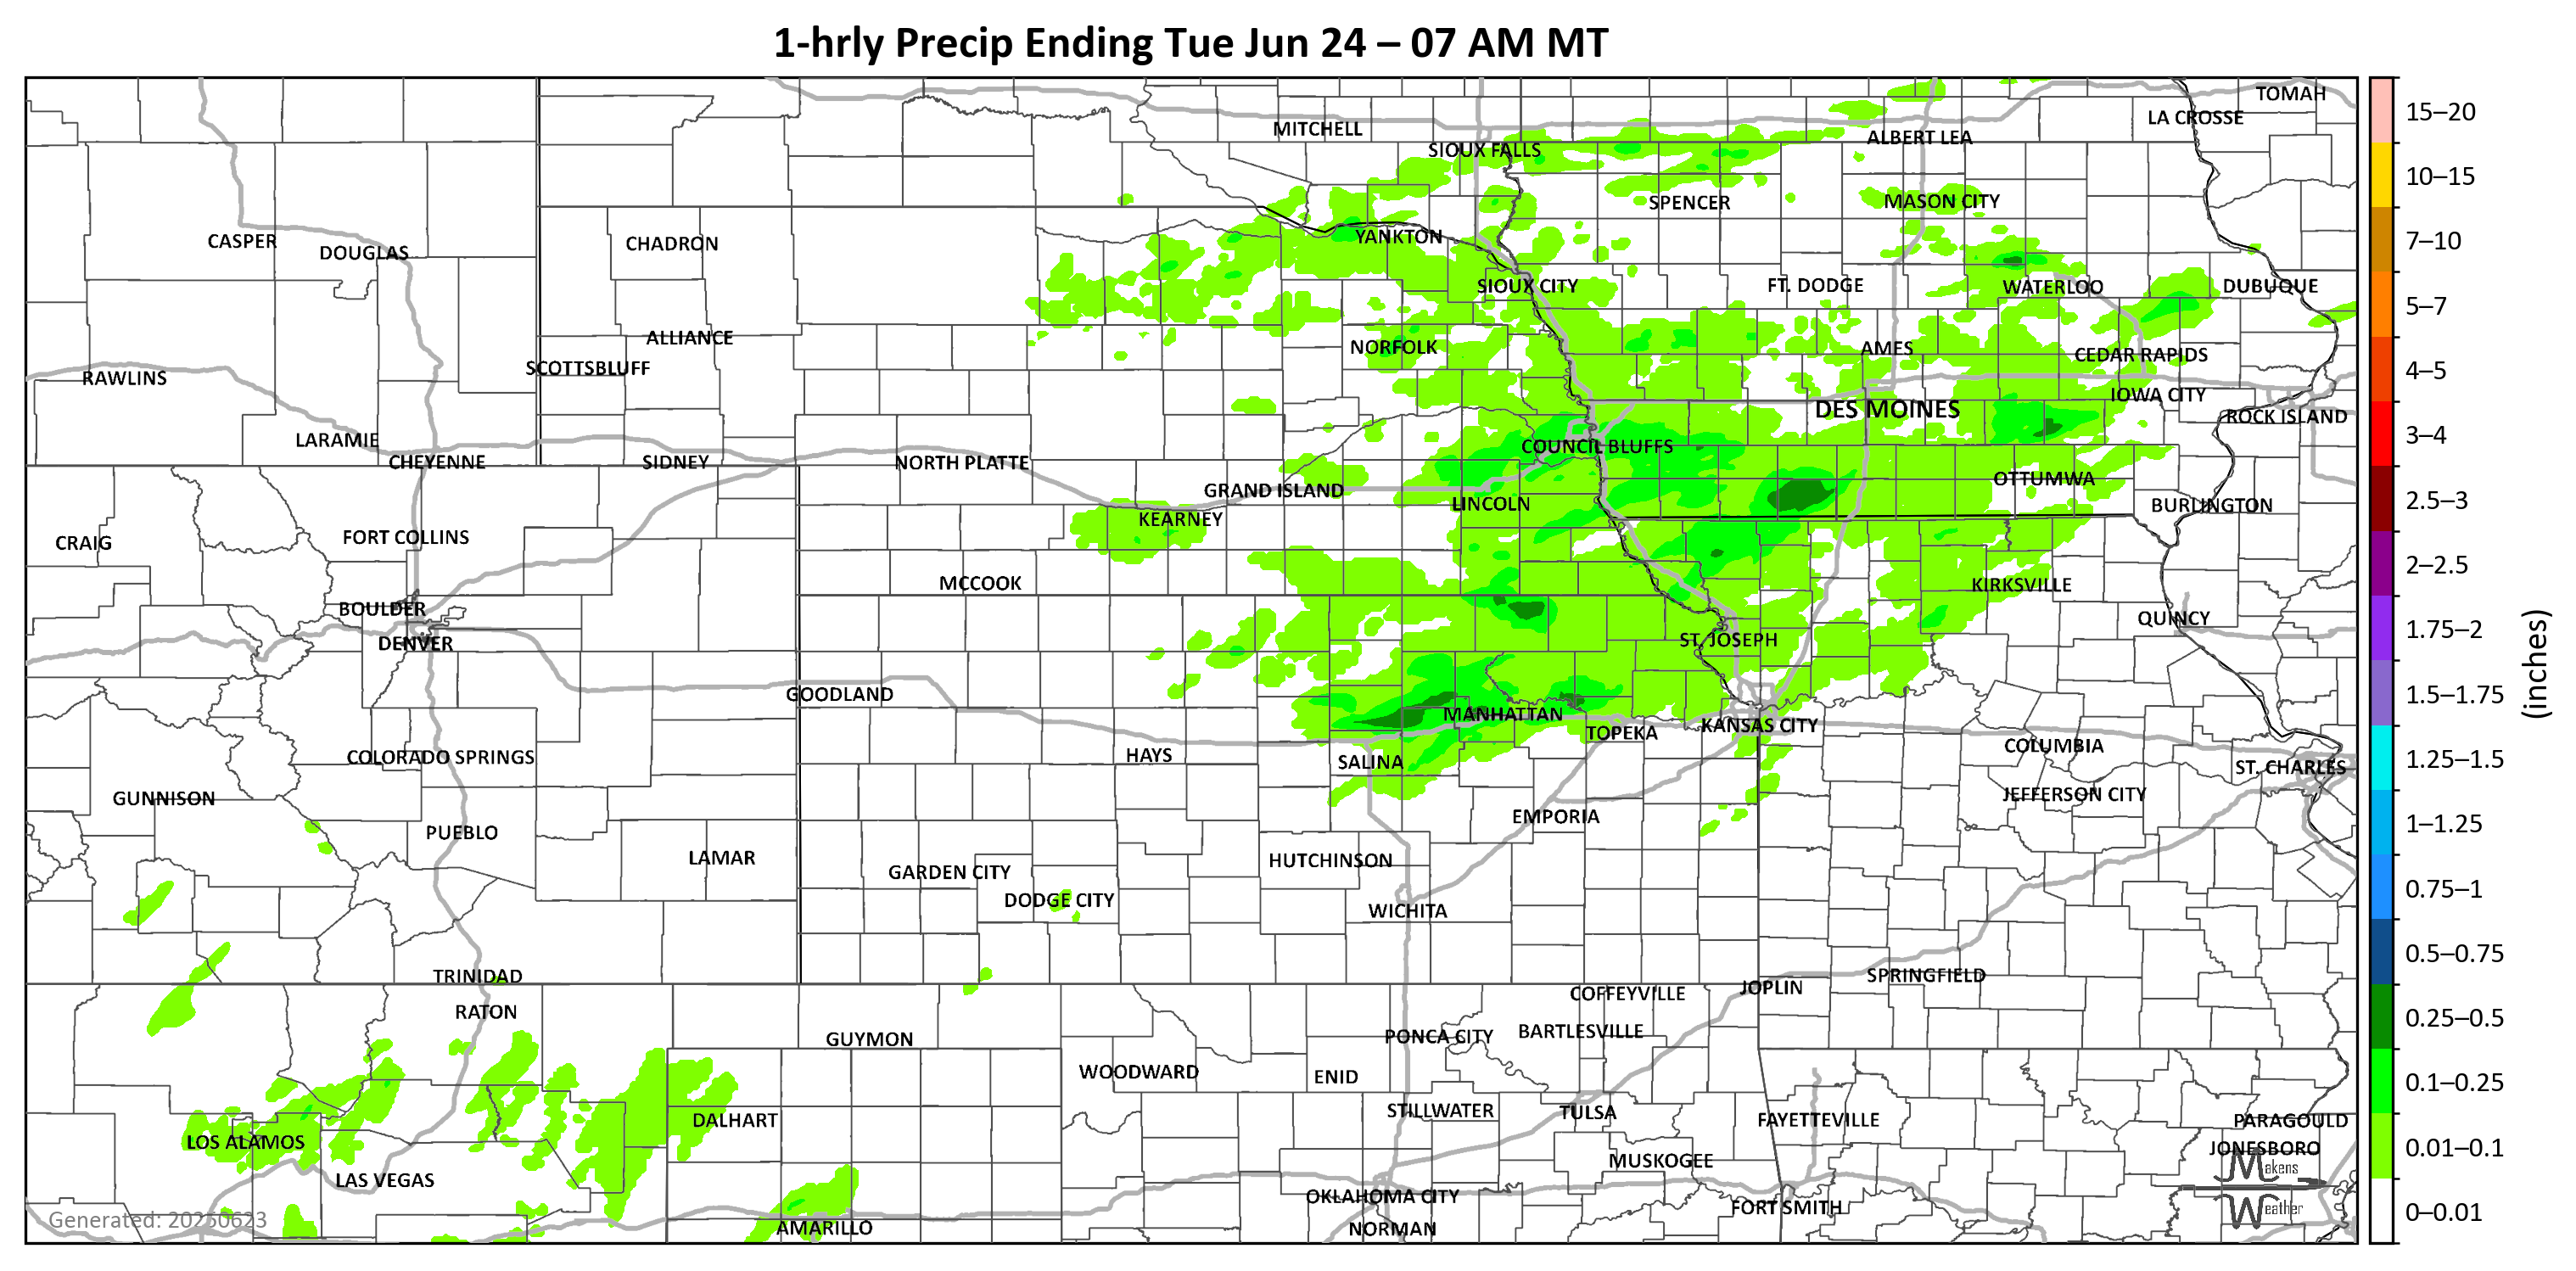 1-hrly Precip Ending Tue Jun 24 – 07 AM MT
TOMAH
LA CROSSE
MITCHELL
ALBERT LEA
SIOUX FALLS
SPENCER
MASON CITY
YANKTON
CASPER
DOUGLAS
CHADRON
SIOUX CITY
FT. DODGE
WATERLOO
DUBUQUE
ALLIANCE
NORFOLK
AMES
CEDAR RAPIDS
SCOTTSBLUFF
RAWLINS
IOWA CITY
DES MOINES
ROCK ISLAND
LARAMIE
COUNCIL BLUFFS
CHEYENNE
SIDNEY
NORTH PLATTE
OTTUMWA
GRAND ISLAND
LINCOLN
BURLINGTON
KEARNEY
FORT COLLINS
CRAIG
MCCOOK
KIRKSVILLE
BOULDER
QUINCY
DENVER
ST. JOSEPH
GOODLAND
MANHATTAN
KANSAS CITY
TOPEKA
COLUMBIA
HAYS
COLORADO SPRINGS
SALINA
ST. CHARLES
JEFFERSON CITY
GUNNISON
EMPORIA
PUEBLO
LAMAR
HUTCHINSON
GARDEN CITY
DODGE CITY
WICHITA
TRINIDAD
SPRINGFIELD
JOPLIN
COFFEYVILLE
RATON
BARTLESVILLE
PONCA CITY
GUYMON
WOODWARD
ENID
STILLWATER
TULSA
DALHART
FAYETTEVILLE
PARAGOULD
LOS ALAMOS
JONESBORO
MUSKOGEE
LAS VEGAS
OKLAHOMA CITY
FORT SMITH
AMARILLO
NORMAN
Generated: 20250623
Makens
Weather
15–20
10–15
7–10
5–7
4–5
3–4
2.5–3
2–2.5
1.75–2
1.5–1.75
1.25–1.5
1–1.25
0.75–1
0.5–0.75
0.25–0.5
0.1–0.25
0.01–0.1
0–0.01
(inches)